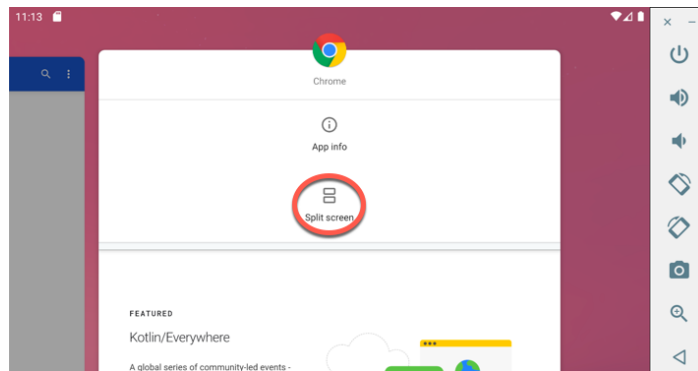 11:13
Chrome
App info
Split screen
FEATURED
Kotlin/Everywhere
A global series of community-led events -